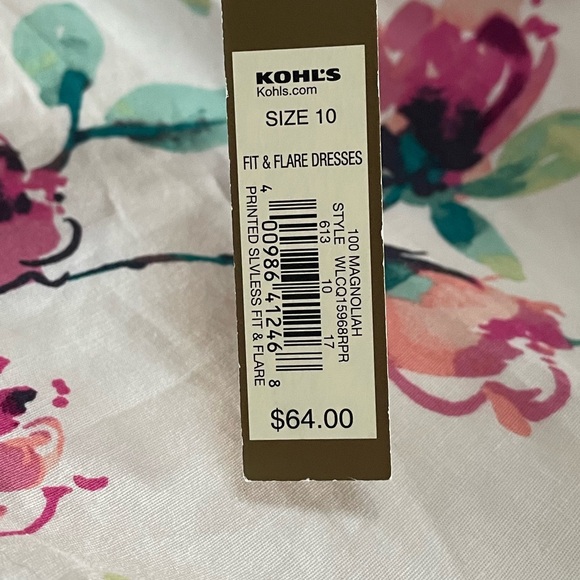 KOHL'S
Kohls.com
SIZE 10
FIT & FLARE DRESSES
100 MAGNOLIAH
STYLE WLCQ15968RPR
613 10 17
4 00986 41246 8
PRINTED SLVLESS FIT & FLARE
$64.00